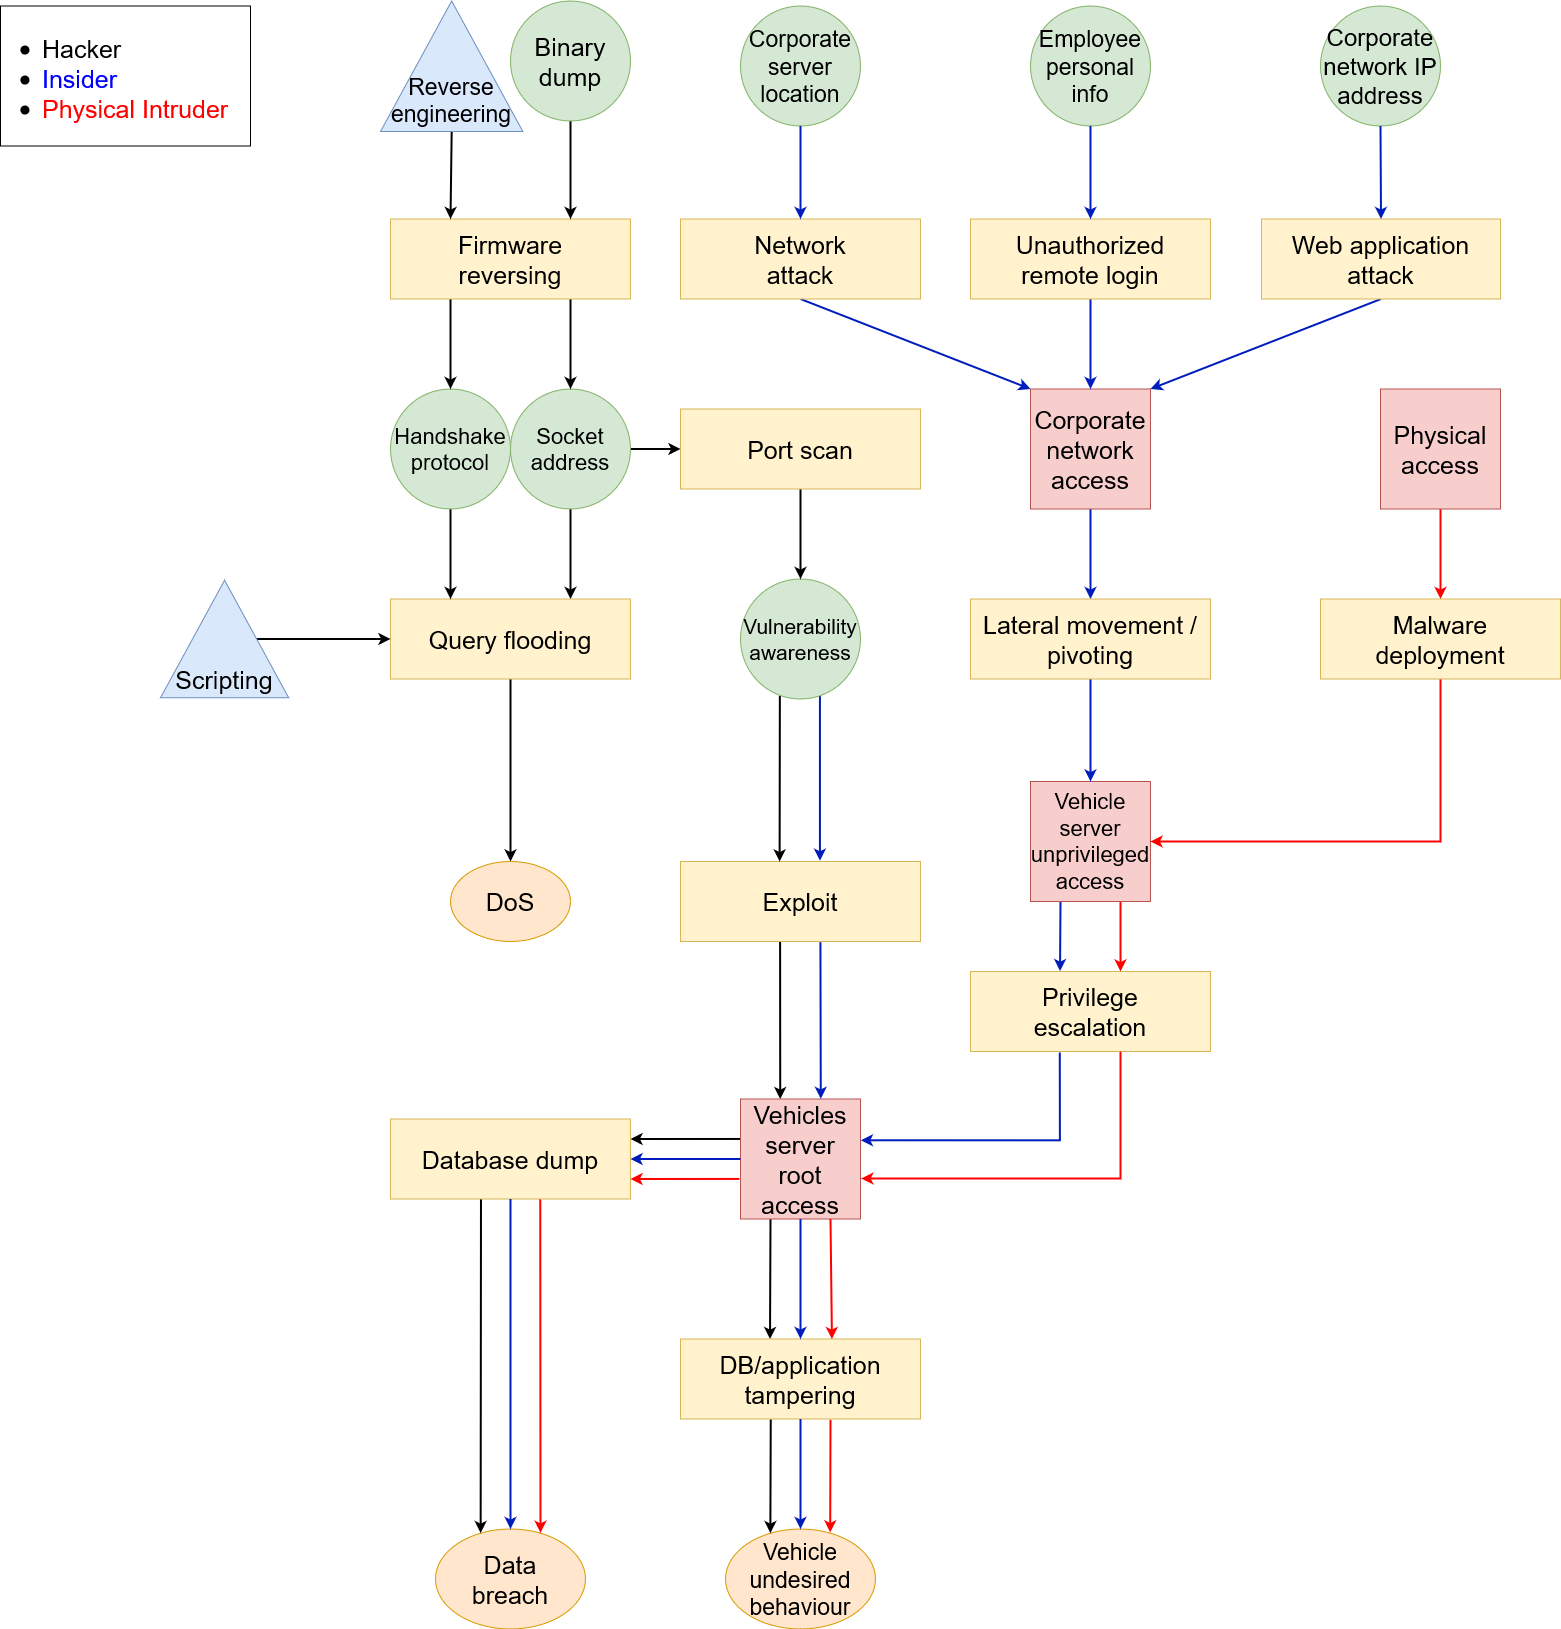 Hacker
Insider
Physical Intruder
Reverse
engineering
Binary
dump
Corporate
server
location
Employee
personal
info
Corporate
network IP
address
Firmware
reversing
Network
attack
Unauthorized
remote login
Web application
attack
Handshake
protocol
Socket
address
Port scan
Corporate
network
access
Physical
access
Scripting
Query flooding
Vulnerability
awareness
Lateral movement /
pivoting
Malware
deployment
DoS
Exploit
Vehicle
server
unprivileged
access
Privilege
escalation
Database dump
Vehicles
server
root
access
DB/application
tampering
Data
breach
Vehicle
undesired
behaviour